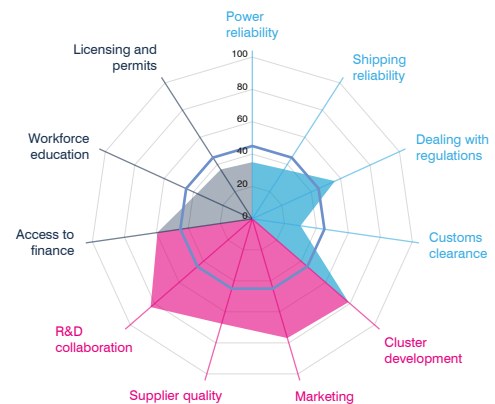 Power
reliability
Licensing and
permits
Shipping
reliability
100
80
60
40
20
0
Workforce
education
Dealing with
regulations
Access to
finance
Customs
clearance
R&D
collaboration
Cluster
development
Supplier quality
Marketing